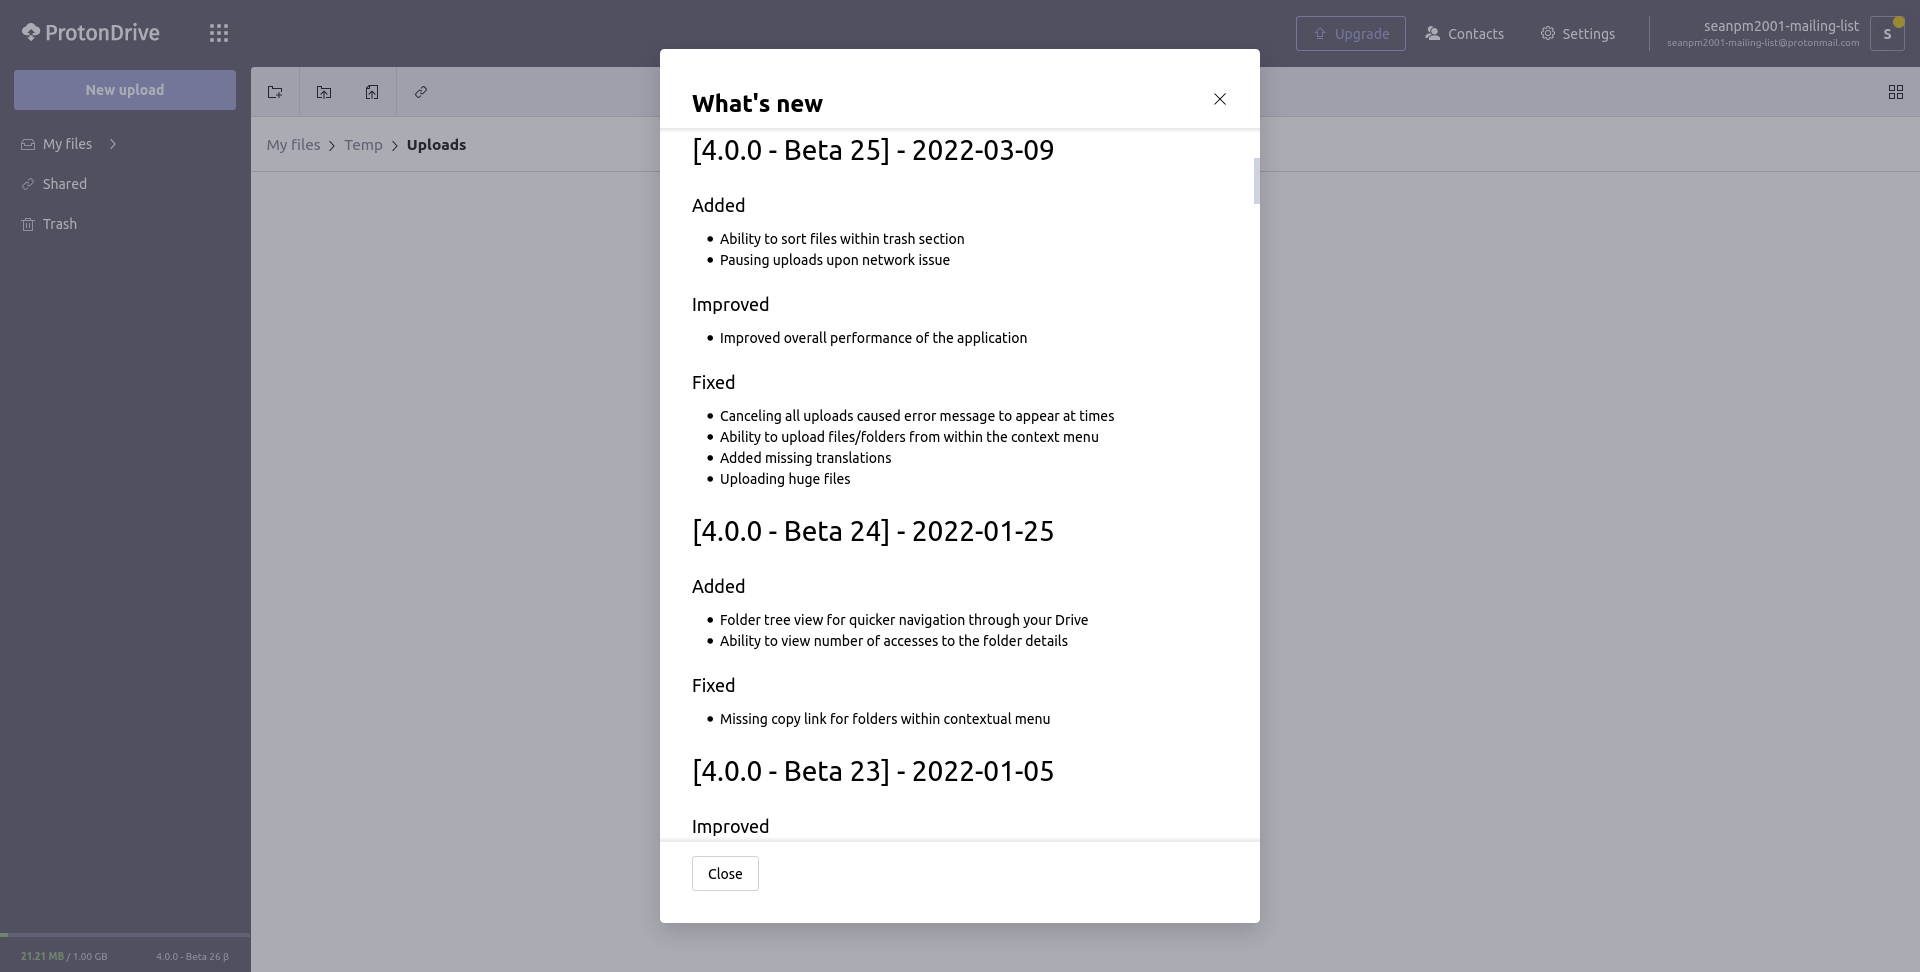 ProtonDrive
Upgrade
Contacts
Settings
seanpm2001-mailing-list
seanpm2001-mailing-list@protonmail.com
S
New upload
My files
Shared
Trash
My files > Temp > Uploads
What's new
[4.0.0 - Beta 25] - 2022-03-09
Added
• Ability to sort files within trash section
• Pausing uploads upon network issue
Improved
• Improved overall performance of the application
Fixed
• Canceling all uploads caused error message to appear at times
• Ability to upload files/folders from within the context menu
• Added missing translations
• Uploading huge files
[4.0.0 - Beta 24] - 2022-01-25
Added
• Folder tree view for quicker navigation through your Drive
• Ability to view number of accesses to the folder details
Fixed
• Missing copy link for folders within contextual menu
[4.0.0 - Beta 23] - 2022-01-05
Improved
Close
21.21 MB / 1.00 GB
4.0.0 - Beta 26 β